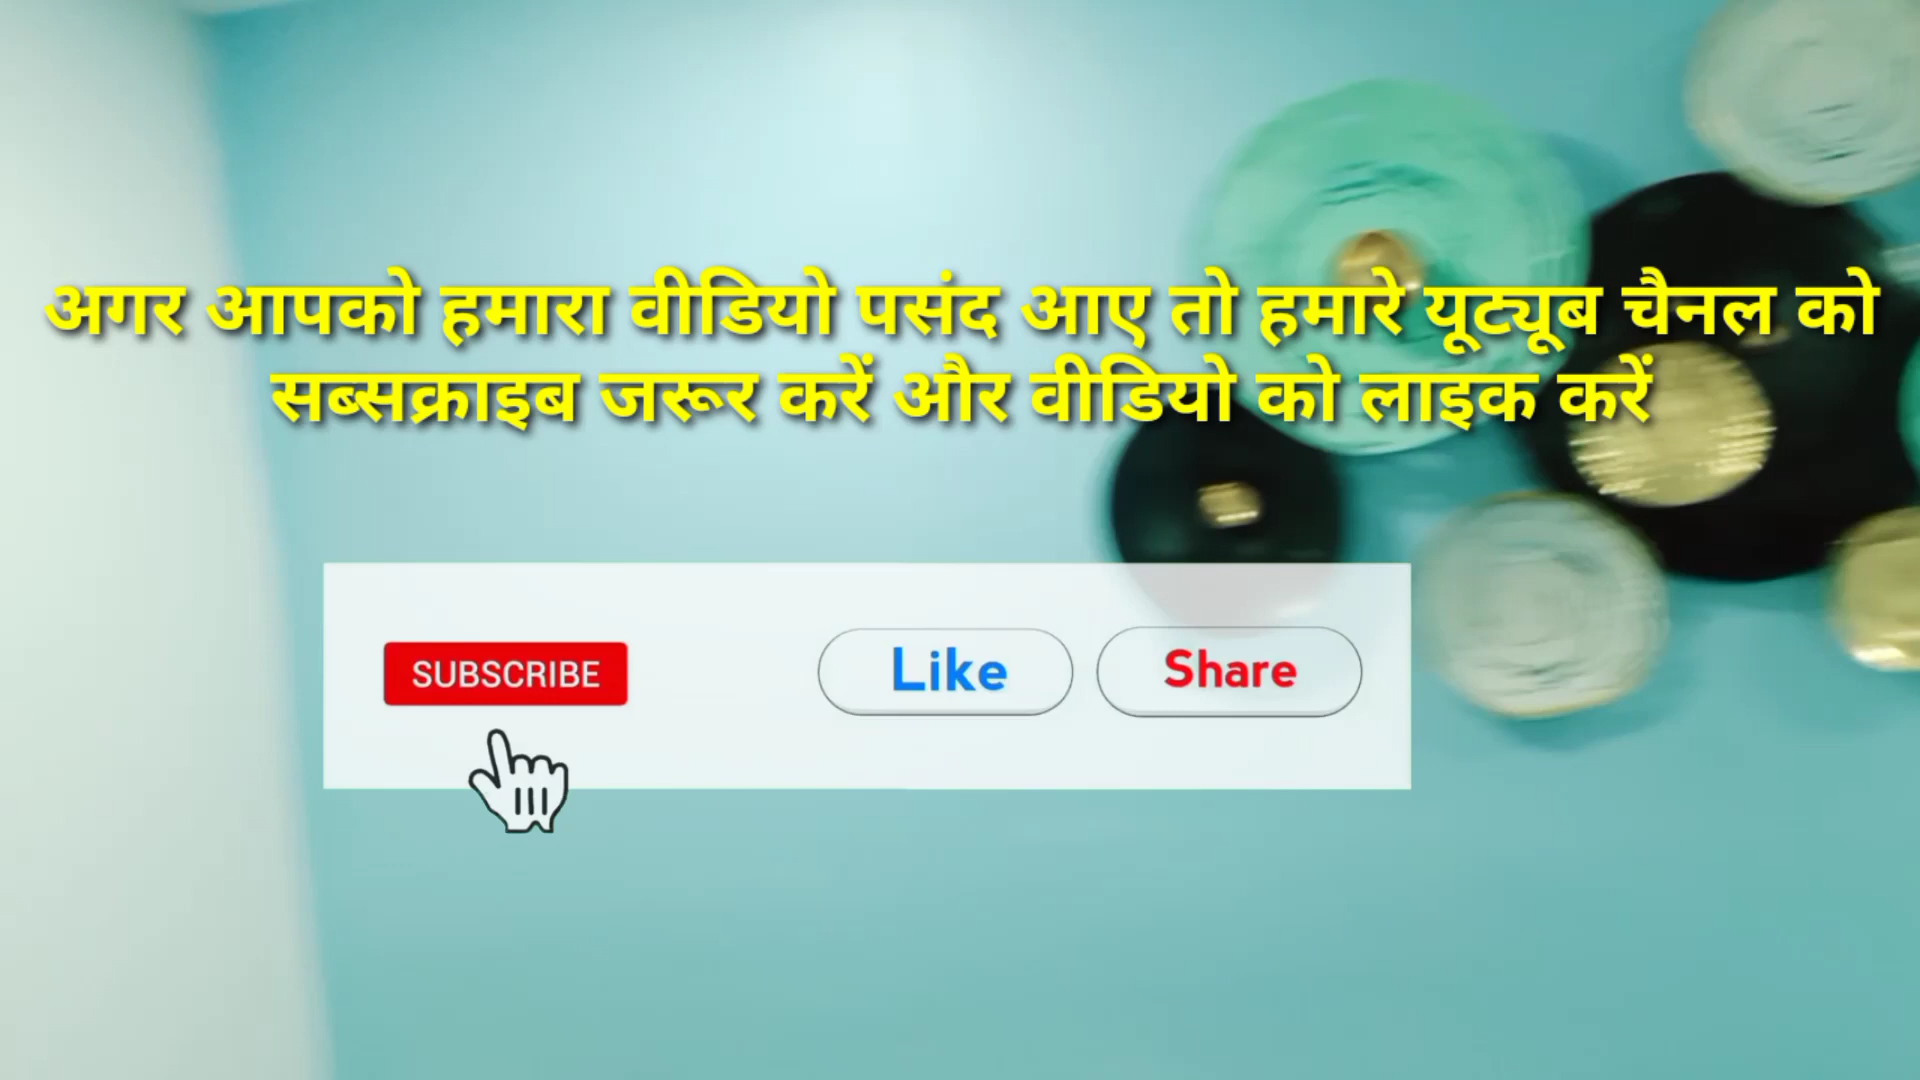 अगर आपको हमारा वीडियो पसंद आए तो हमारे यूट्यूब चैनल को
सब्सक्राइब जरूर करें और वीडियो को लाइक करें
SUBSCRIBE
Like
Share